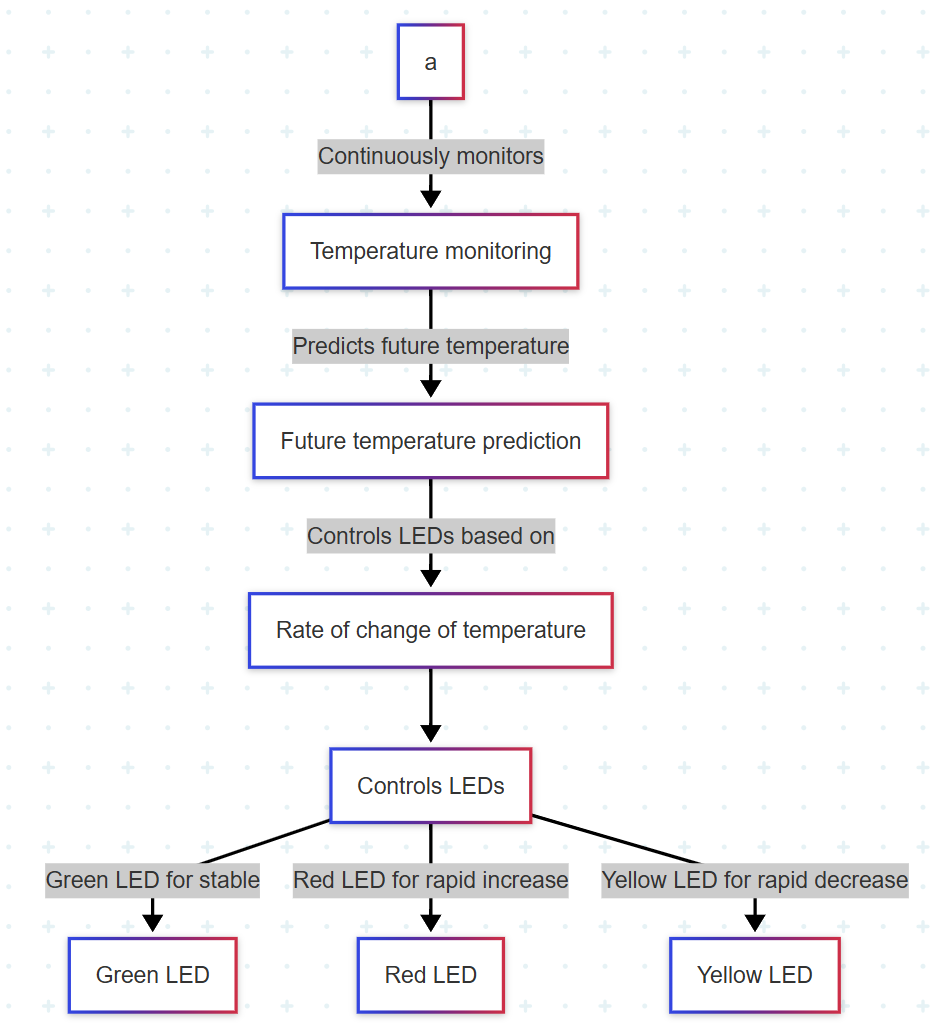 a
Continuously monitors
Temperature monitoring
Predicts future temperature
Future temperature prediction
Controls LEDs based on
Rate of change of temperature
Controls LEDs
Green LED for stable
Red LED for rapid increase
Yellow LED for rapid decrease
Green LED
Red LED
Yellow LED